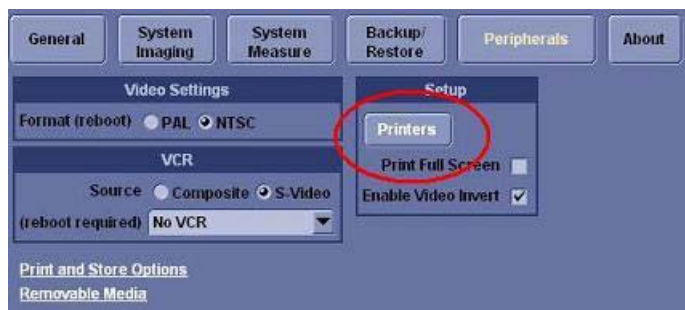 General
System Imaging
System Measure
Backup/ Restore
Peripherals
About
Video Settings
Format (reboot) PAL NTSC
VCR
Source Composite S-Video
(reboot required) No VCR
Setup
Printers
Print Full Screen
Enable Video Invert
Print and Store Options
Removable Media